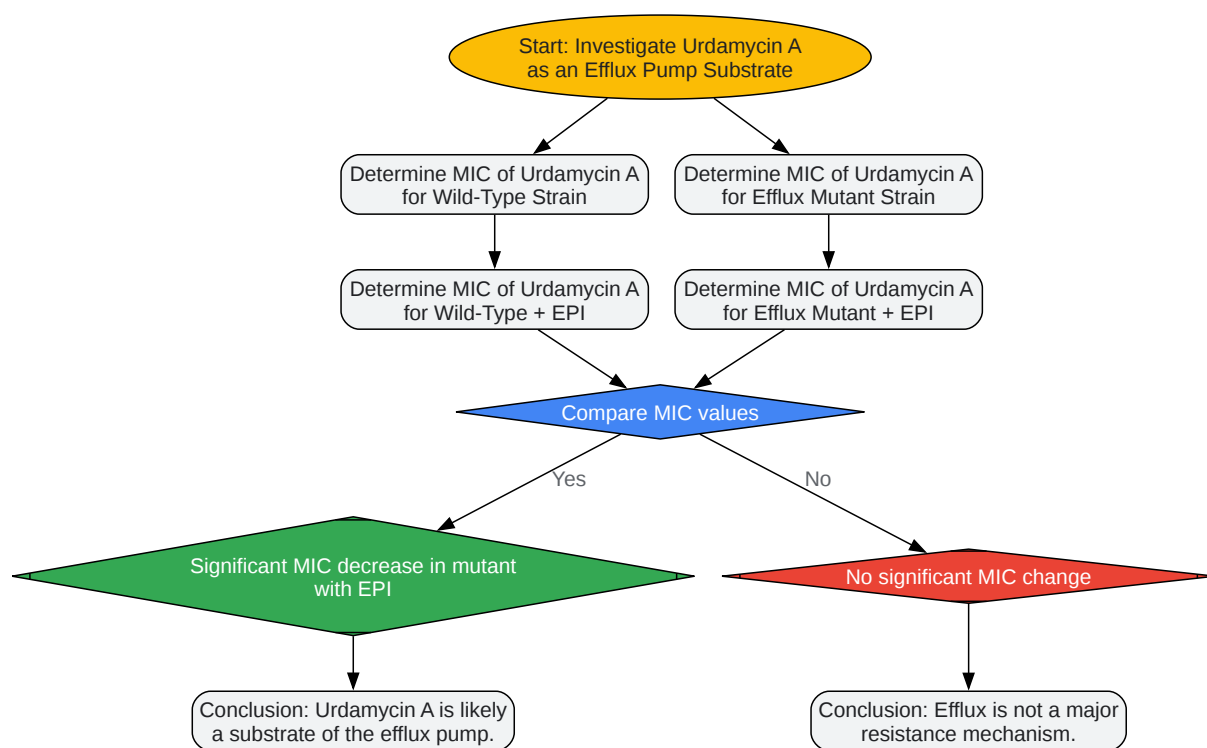 Start: Investigate Urdamycin A
as an Efflux Pump Substrate
Determine MIC of Urdamycin A
for Wild-Type Strain
Determine MIC of Urdamycin A
for Efflux Mutant Strain
Determine MIC of Urdamycin A
for Wild-Type + EPI
Determine MIC of Urdamycin A
for Efflux Mutant + EPI
Compare MIC values
Yes
No
Significant MIC decrease in mutant
with EPI
No significant MIC change
Conclusion: Urdamycin A is likely
a substrate of the efflux pump.
Conclusion: Efflux is not a major
resistance mechanism.